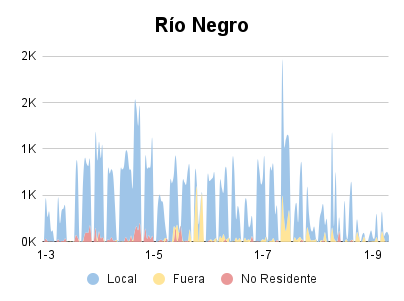 Río Negro
2K
2K
1K
1K
0K
1-3 1-5 1-7 1-9
Local Fuera No Residente